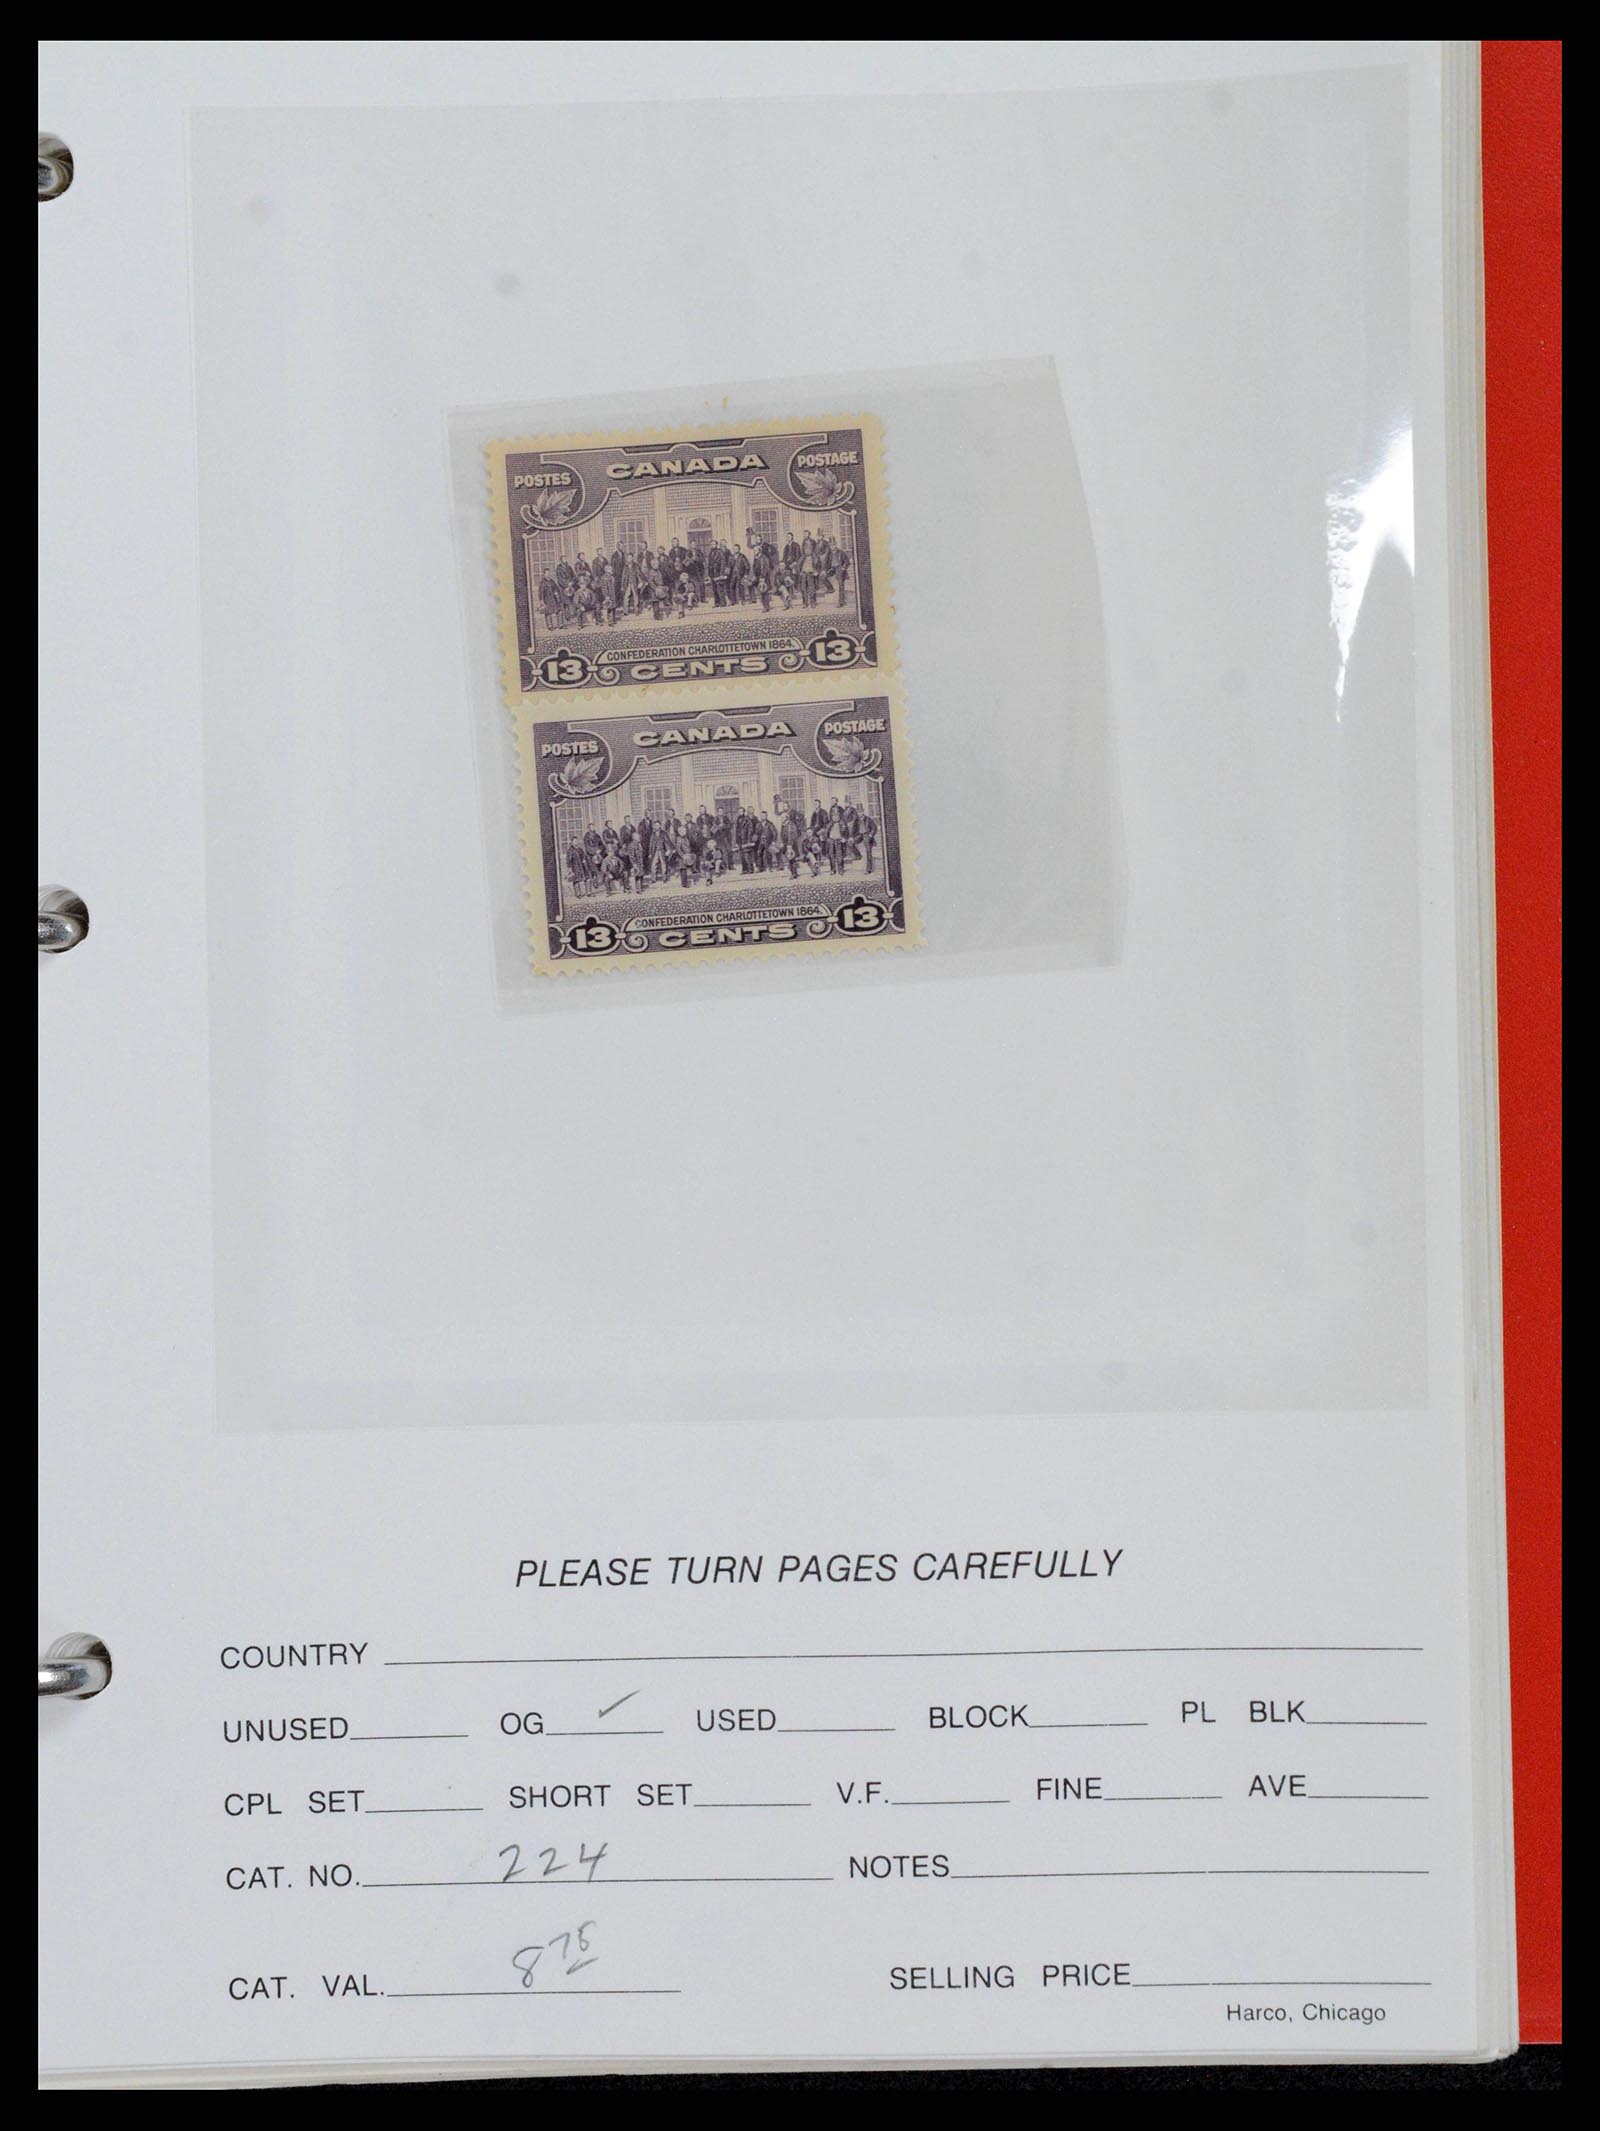 POSTES CANADA POSTAGE
CONFEDERATION CHARLOTTETOWN 1864.
13 CENTS 13
POSTES CANADA POSTAGE
CONFEDERATION CHARLOTTETOWN 1864.
13 CENTS 13
PLEASE TURN PAGES CAREFULLY
COUNTRY
UNUSED OG ✓ USED BLOCK PL BLK
CPL SET SHORT SET V.F. FINE AVE
CAT. NO. 224 NOTES
CAT. VAL. 8 75 SELLING PRICE
Harco, Chicago